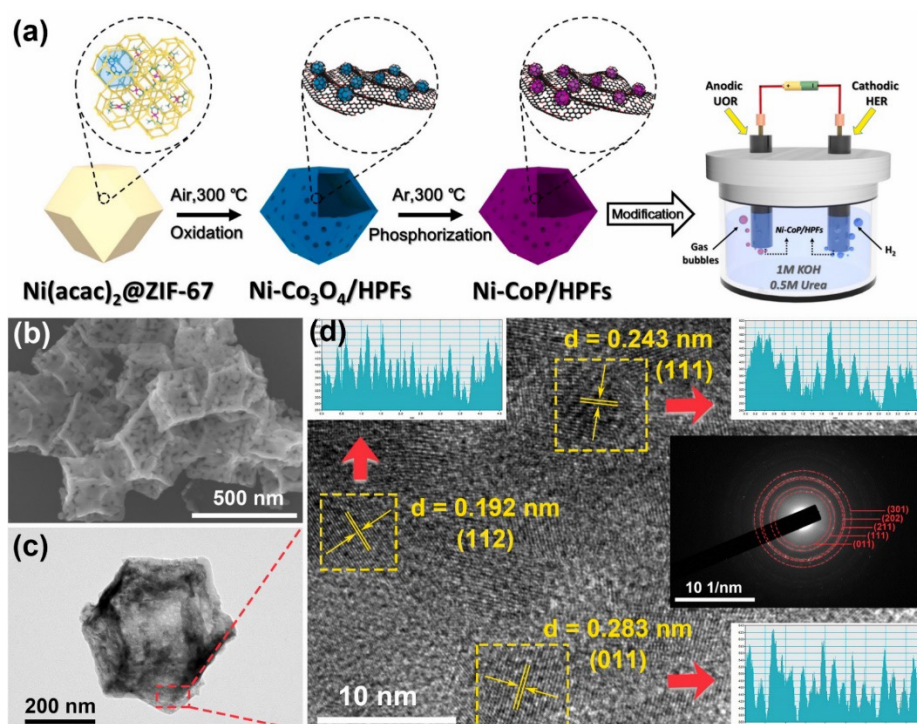 (a)
Air,300 ℃
Oxidation
Ar,300℃
Phosphorization
Modification
Ni(acac)₂@ZIF-67
Ni-Co₃O₄/HPFs
Ni-CoP/HPFs
Anodic
UOR
Cathodic
HER
+
-
Gas
bubbles
Ni-CoP/HPFs
H₂
1M KOH
0.5M Urea
(b)
500 nm
(c)
200 nm
(d)
d = 0.243 nm
(111)
d = 0.192 nm
(112)
d = 0.283 nm
(011)
10 nm
(301)
(202)
(211)
(111)
(011)
10 1/nm